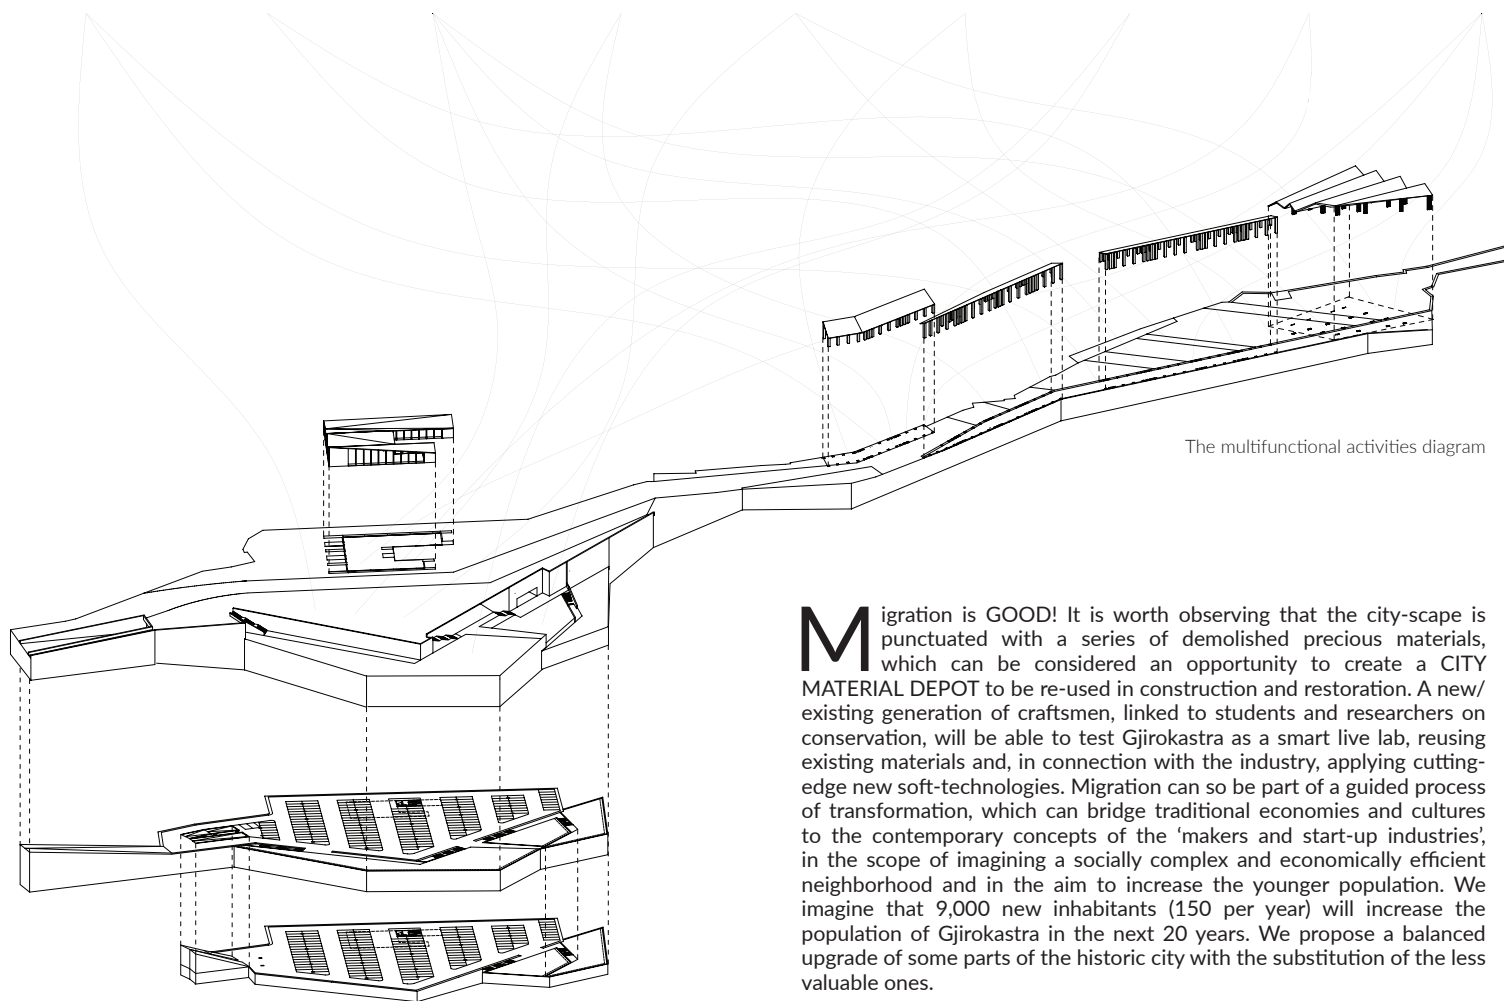 The multifunctional activities diagram
Migration is GOOD! It is worth observing that the city-scape is
punctuated with a series of demolished precious materials,
which can be considered an opportunity to create a CITY
MATERIAL DEPOT to be re-used in construction and restoration. A new/
existing generation of craftsmen, linked to students and researchers on
conservation, will be able to test Gjirokastra as a smart live lab, reusing
existing materials and, in connection with the industry, applying cutting-
edge new soft-technologies. Migration can so be part of a guided process
of transformation, which can bridge traditional economies and cultures
to the contemporary concepts of the ‘makers and start-up industries’,
in the scope of imagining a socially complex and economically efficient
neighborhood and in the aim to increase the younger population. We
imagine that 9,000 new inhabitants (150 per year) will increase the
population of Gjirokastra in the next 20 years. We propose a balanced
upgrade of some parts of the historic city with the substitution of the less
valuable ones.